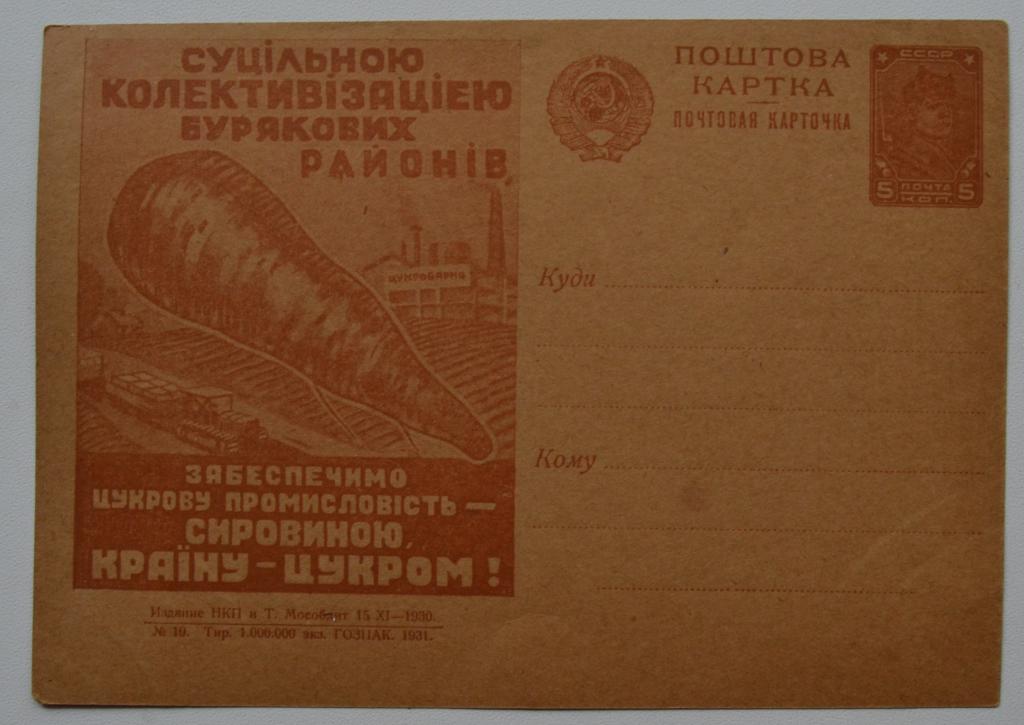 СУЦІЛЬНОЮ
КОЛЕКТИВІЗАЦІЄЮ
БУРЯКОВИХ
РАЙОНІВ,
ЦУКРОВАРНЯ
ЗАБЕСПЕЧИМО
ЦУКРОВУ ПРОМИСЛОВІСТЬ —
СИРОВИНОЮ,
КРАЇНУ – ЦУКРОМ!
Издание НКП и Т. Мособлит 15 XI—1930.
№ 10. Тир. 1.000.000 экз. ГОЗНАК. 1931.
ПОШТОВА
КАРТКА
ПОЧТОВАЯ КАРТОЧКА
СССР
5 ПОЧТА 5
КОП.
Куди
Кому